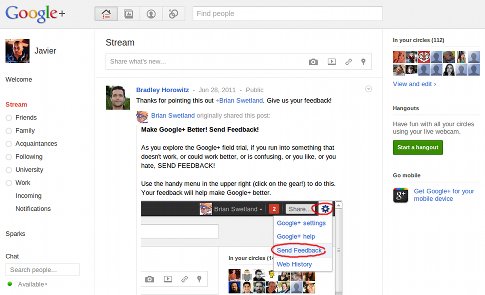 Google+
Find people
Javier
Welcome
Stream
Friends
Family
Acquaintances
Following
University
Work
Incoming
Notifications
Sparks
Chat
Search people...
Available
Stream
Share what's new...
Bradley Horowitz - Jun 28, 2011 - Public
Thanks for pointing this out +Brian Swetland. Give us your feedback!
Brian Swetland originally shared this post:
Make Google+ Better! Send Feedback!
As you explore the Google+ field trial, if you run into something that
doesn't work, or could work better, or is confusing, or you like, or you
hate, SEND FEEDBACK!
Use the handy menu in the upper right (click on the gear!) to do this.
Your feedback will help make Google+ better.
Brian Swetland
2
Share...
Google+ settings
Google+ help
Send Feedback
Web History
In your circles (1
In your circles (112)
View and edit ›
Hangouts
Have fun with all your circles
using your live webcam.
Start a hangout
Go mobile
Get Google+ for your
mobile device